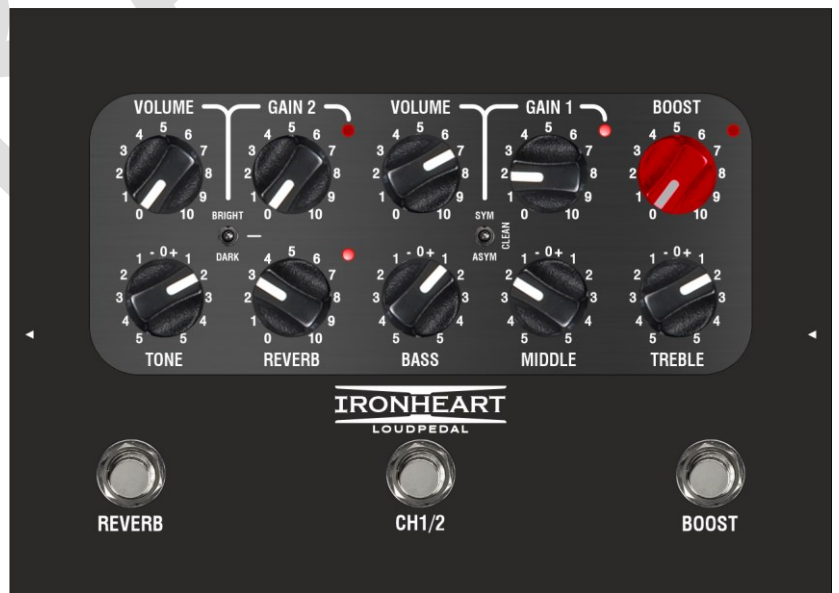 VOLUME GAIN 2 VOLUME GAIN 1 BOOST
0 1 2 3 4 5 6 7 8 9 10
0 1 2 3 4 5 6 7 8 9 10
0 1 2 3 4 5 6 7 8 9 10
0 1 2 3 4 5 6 7 8 9 10
0 1 2 3 4 5 6 7 8 9 10
BRIGHT
DARK
SYM
ASYM
CLEAN
5 4 3 2 1 - 0 + 1 2 3 4 5
0 1 2 3 4 5 6 7 8 9 10
5 4 3 2 1 - 0 + 1 2 3 4 5
5 4 3 2 1 - 0 + 1 2 3 4 5
5 4 3 2 1 - 0 + 1 2 3 4 5
TONE REVERB BASS MIDDLE TREBLE
IRONHEART
LOUDPEDAL
REVERB CH1/2 BOOST